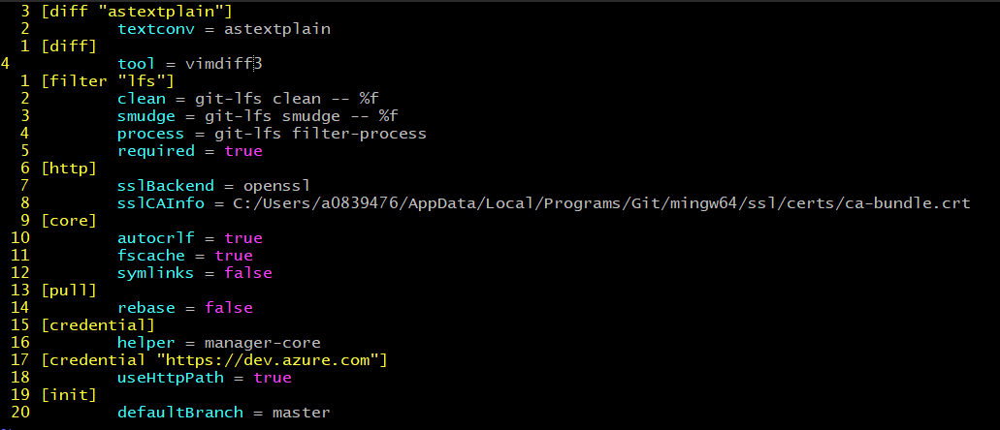 3 [diff "astextplain"]
2 textconv = astextplain
1 [diff]
4 tool = vimdiff3
1 [filter "lfs"]
2 clean = git-lfs clean -- %f
3 smudge = git-lfs smudge -- %f
4 process = git-lfs filter-process
5 required = true
6 [http]
7 sslBackend = openssl
8 sslCAInfo = C:/Users/a0839476/AppData/Local/Programs/Git/mingw64/ssl/certs/ca-bundle.crt
9 [core]
10 autocrlf = true
11 fscache = true
12 symlinks = false
13 [pull]
14 rebase = false
15 [credential]
16 helper = manager-core
17 [credential "https://dev.azure.com"]
18 useHttpPath = true
19 [init]
20 defaultBranch = master